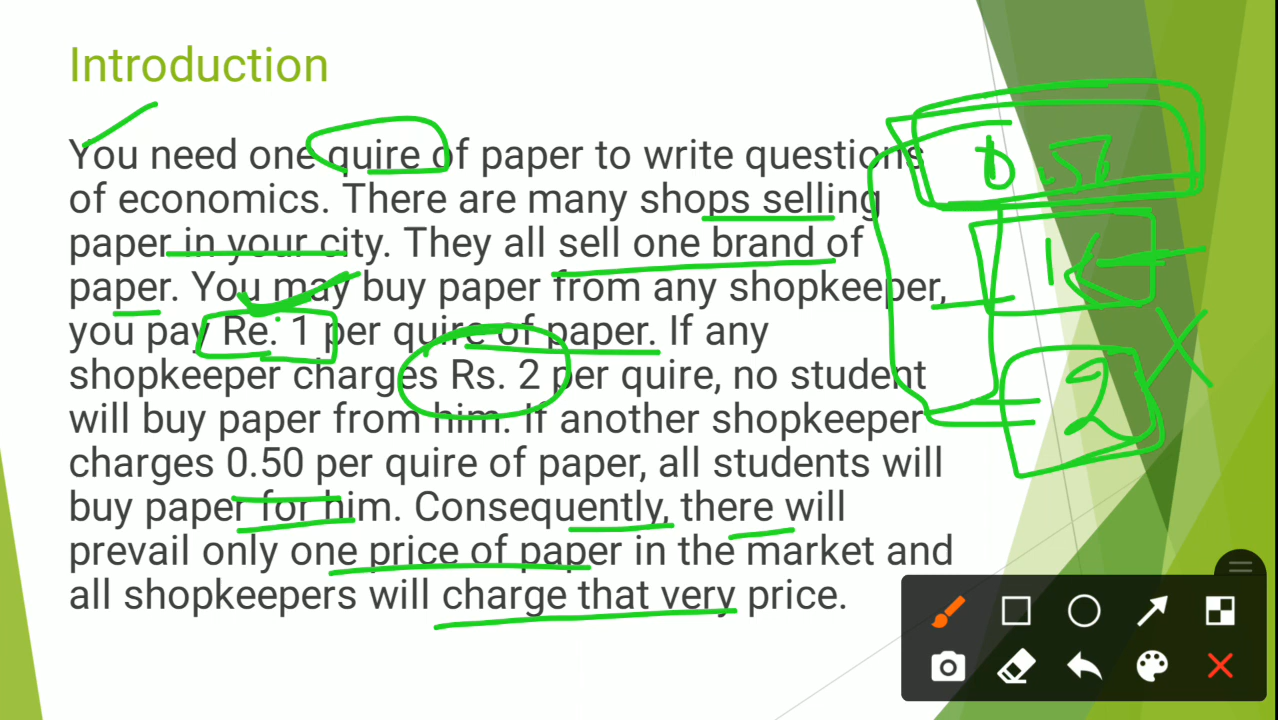 Introduction
You need one quire of paper to write questions
of economics. There are many shops selling
paper in your city. They all sell one brand of
paper. You may buy paper from any shopkeeper,
you pay Re. 1 per quire of paper. If any
shopkeeper charges Rs. 2 per quire, no student
will buy paper from him. If another shopkeeper
charges 0.50 per quire of paper, all students will
buy paper for him. Consequently, there will
prevail only one price of paper in the market and
all shopkeepers will charge that very price.
2